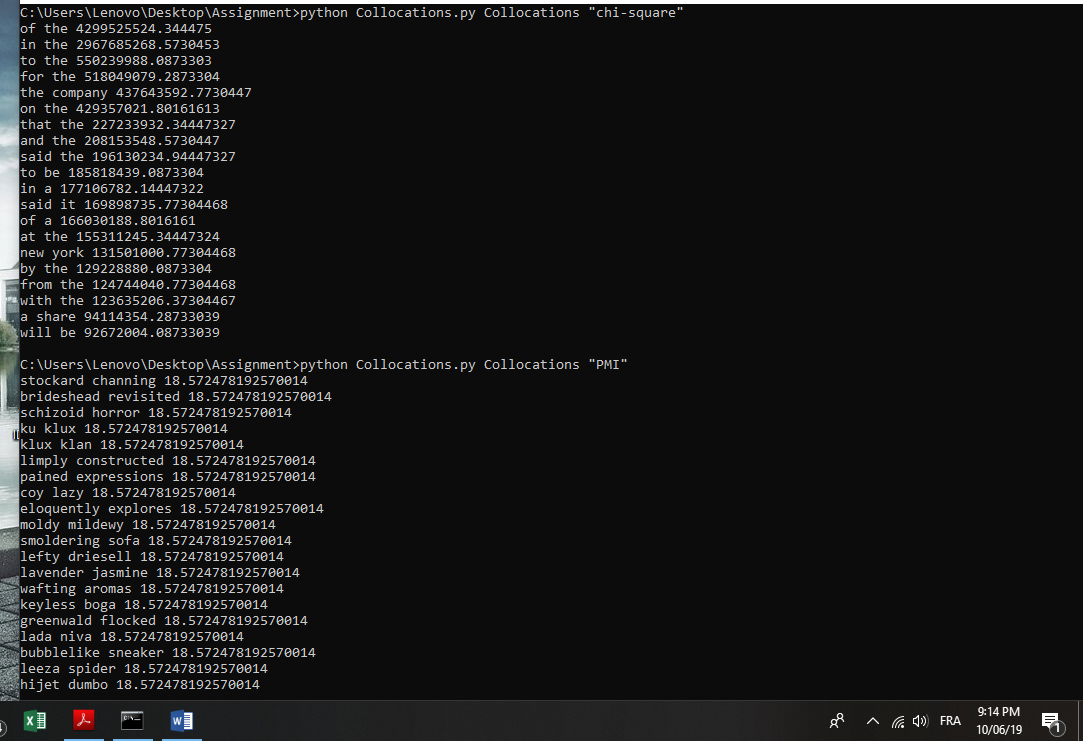 C:\Users\Lenovo\Desktop\Assignment>python Collocations.py Collocations "chi-square"
of the 4299525524.344475
in the 2967685268.5730453
to the 550239988.0873303
for the 518049079.2873304
the company 437643592.7730447
on the 429357021.80161613
that the 227233932.34447327
and the 208153548.5730447
said the 196130234.94447327
to be 185818439.0873304
in a 177106782.14447322
said it 169898735.77304468
of a 166030188.8016161
at the 155311245.34447324
new york 131501000.77304468
by the 129228880.0873304
from the 124744040.77304468
with the 123635206.37304467
a share 94114354.28733039
will be 92672004.08733039
C:\Users\Lenovo\Desktop\Assignment>python Collocations.py Collocations "PMI"
stockard channing 18.572478192570014
brideshead revisited 18.572478192570014
schizoid horror 18.572478192570014
ku klux 18.572478192570014
klux klan 18.572478192570014
limply constructed 18.572478192570014
pained expressions 18.572478192570014
coy lazy 18.572478192570014
eloquently explores 18.572478192570014
moldy mildewy 18.572478192570014
smoldering sofa 18.572478192570014
lefty driesell 18.572478192570014
lavender jasmine 18.572478192570014
wafting aromas 18.572478192570014
keyless boga 18.572478192570014
greenwald flocked 18.572478192570014
lada niva 18.572478192570014
bubblelike sneaker 18.572478192570014
leeza spider 18.572478192570014
hijet dumbo 18.572478192570014
FRA
9:14 PM
10/06/19
1